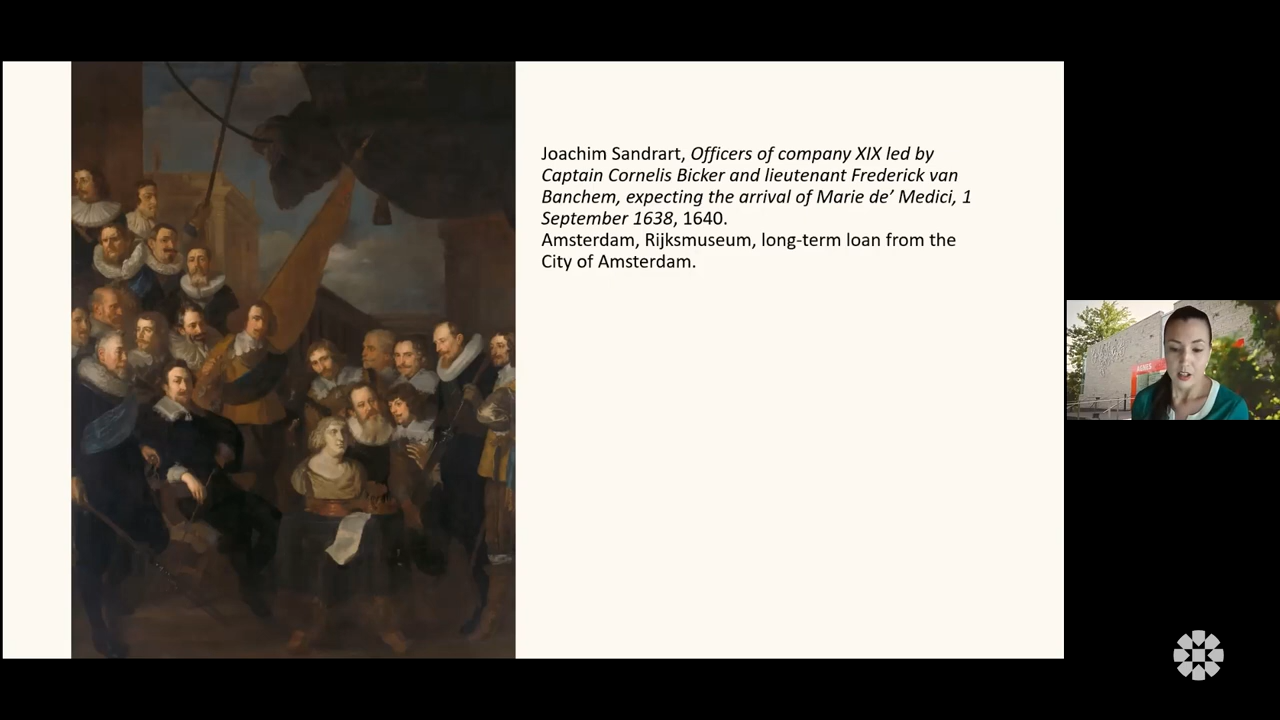 Joachim Sandrart, Officers of company XIX led by
Captain Cornelis Bicker and lieutenant Frederick van
Banchem, expecting the arrival of Marie de’ Medici, 1
September 1638, 1640.
Amsterdam, Rijksmuseum, long-term loan from the
City of Amsterdam.
AGNES